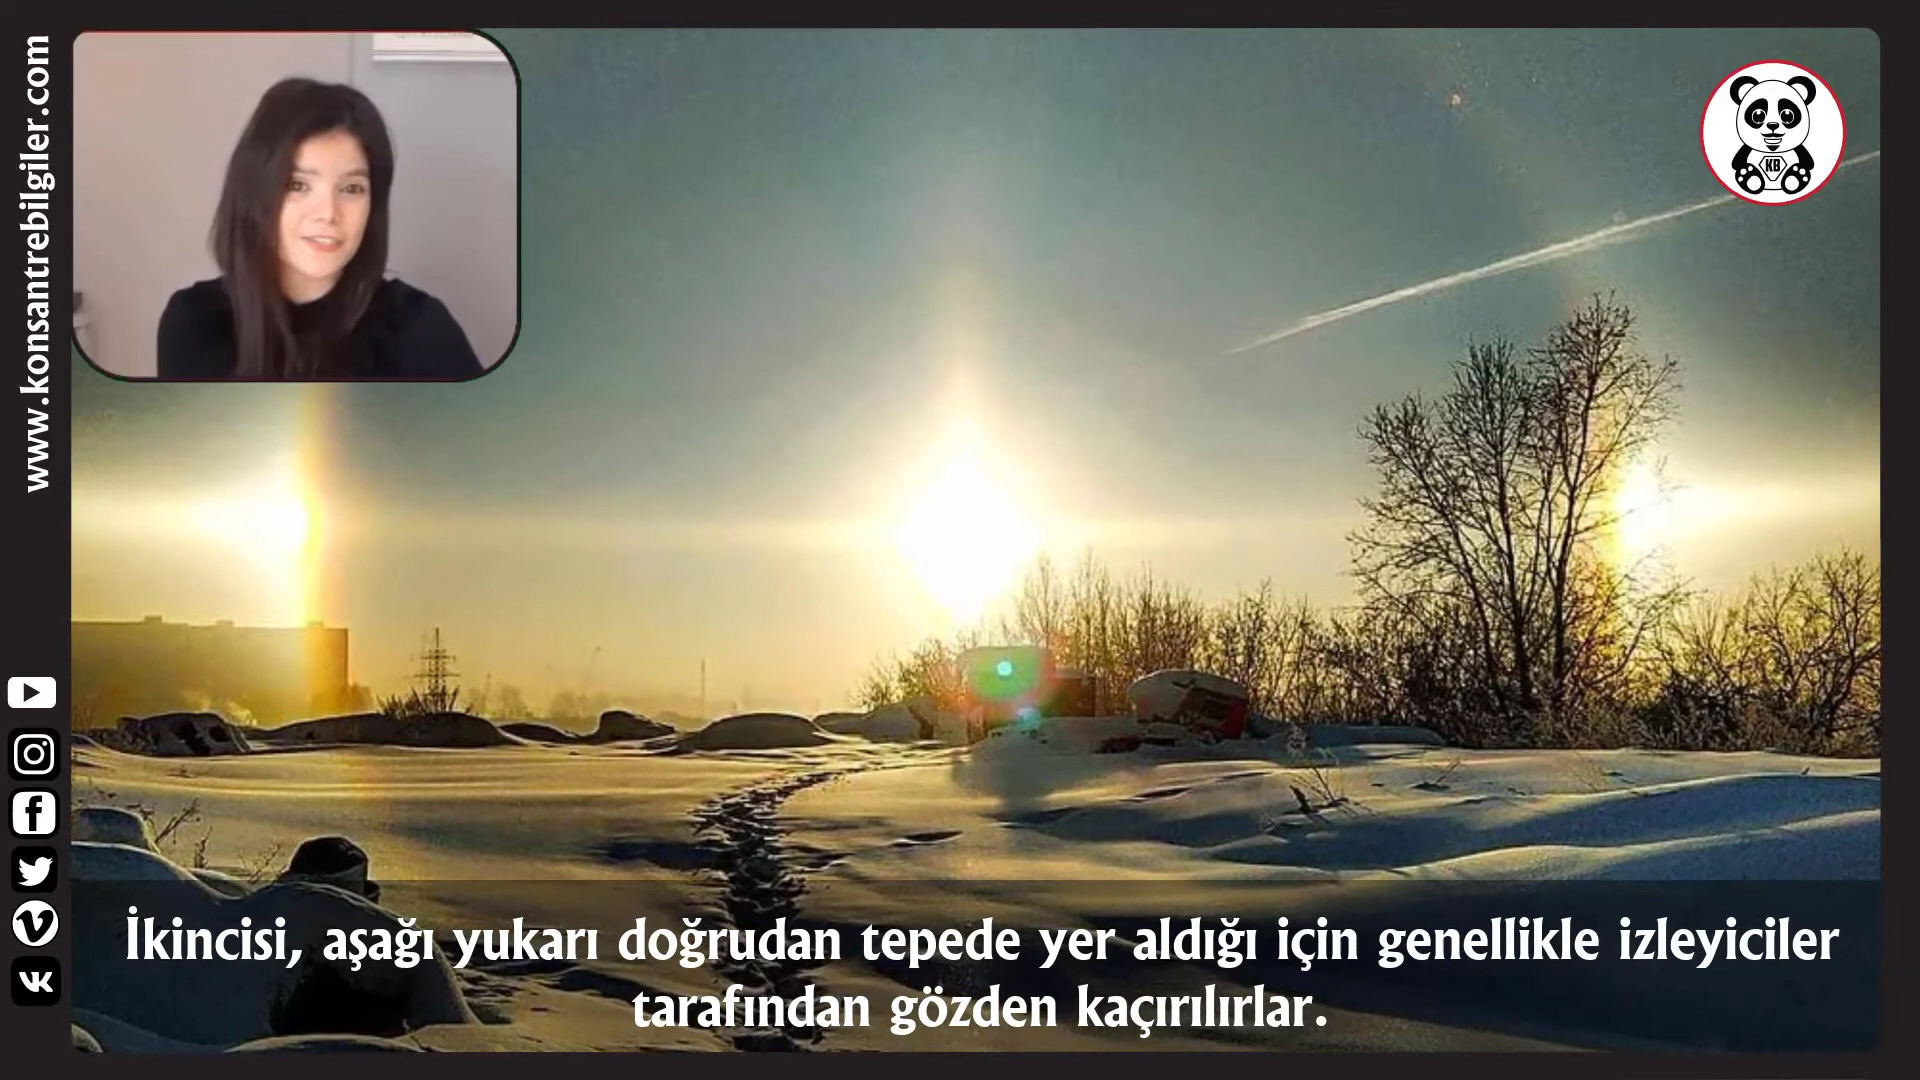 www.konsantrebilgiler.com
KB
İkincisi, aşağı yukarı doğrudan tepede yer aldığı için genellikle izleyiciler
tarafından gözden kaçırılırlar.